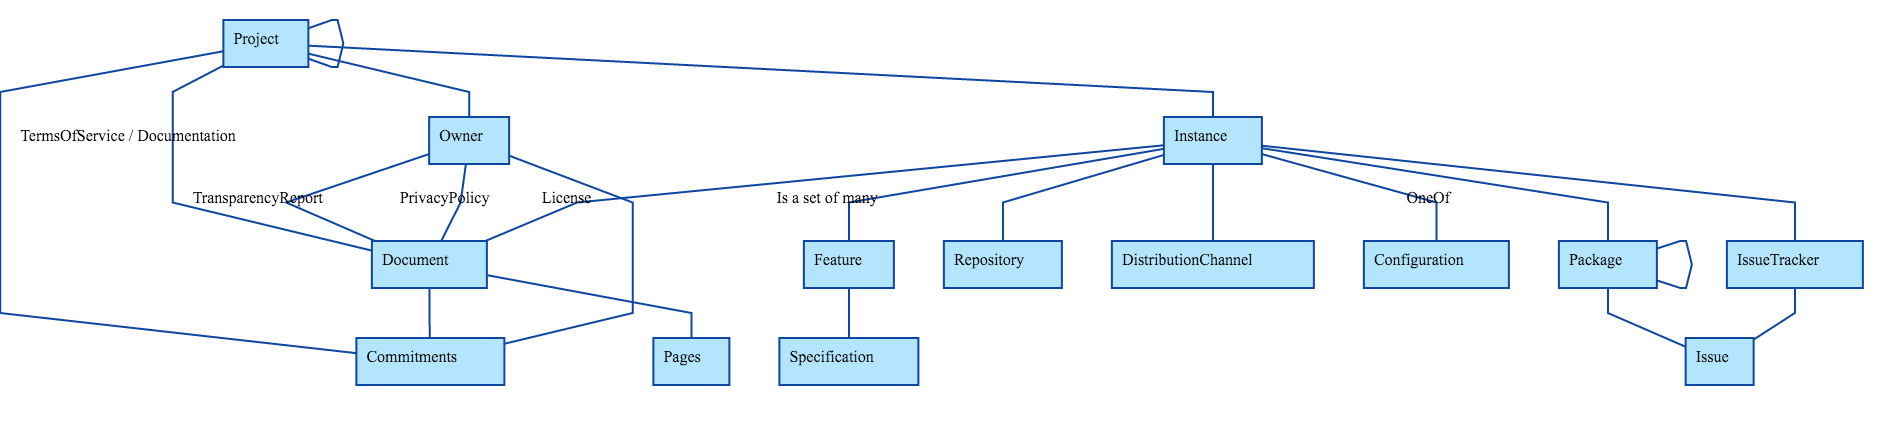 Project
TermsOfService / Documentation
Owner
Instance
TransparencyReport
PrivacyPolicy
License
Is a set of many
OneOf
Document
Feature
Repository
DistributionChannel
Configuration
Package
IssueTracker
Commitments
Pages
Specification
Issue